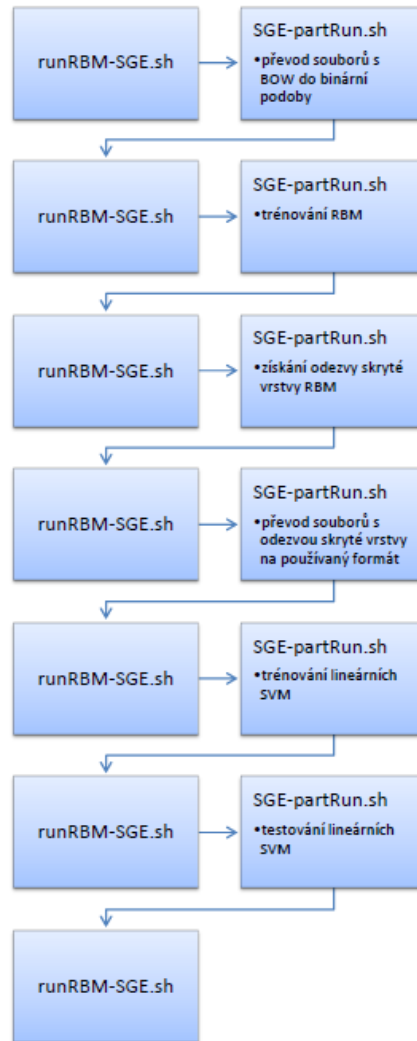 runRBM-SGE.sh
SGE-partRun.sh
•převod souborů s
BOW do binární
podoby
runRBM-SGE.sh
SGE-partRun.sh
•trénování RBM
runRBM-SGE.sh
SGE-partRun.sh
•získání odezvy skryté
vrstvy RBM
runRBM-SGE.sh
SGE-partRun.sh
•převod souborů s
odezvou skryté vrstvy
na používaný formát
runRBM-SGE.sh
SGE-partRun.sh
•trénování lineárních
SVM
runRBM-SGE.sh
SGE-partRun.sh
•testování lineárních
SVM
runRBM-SGE.sh